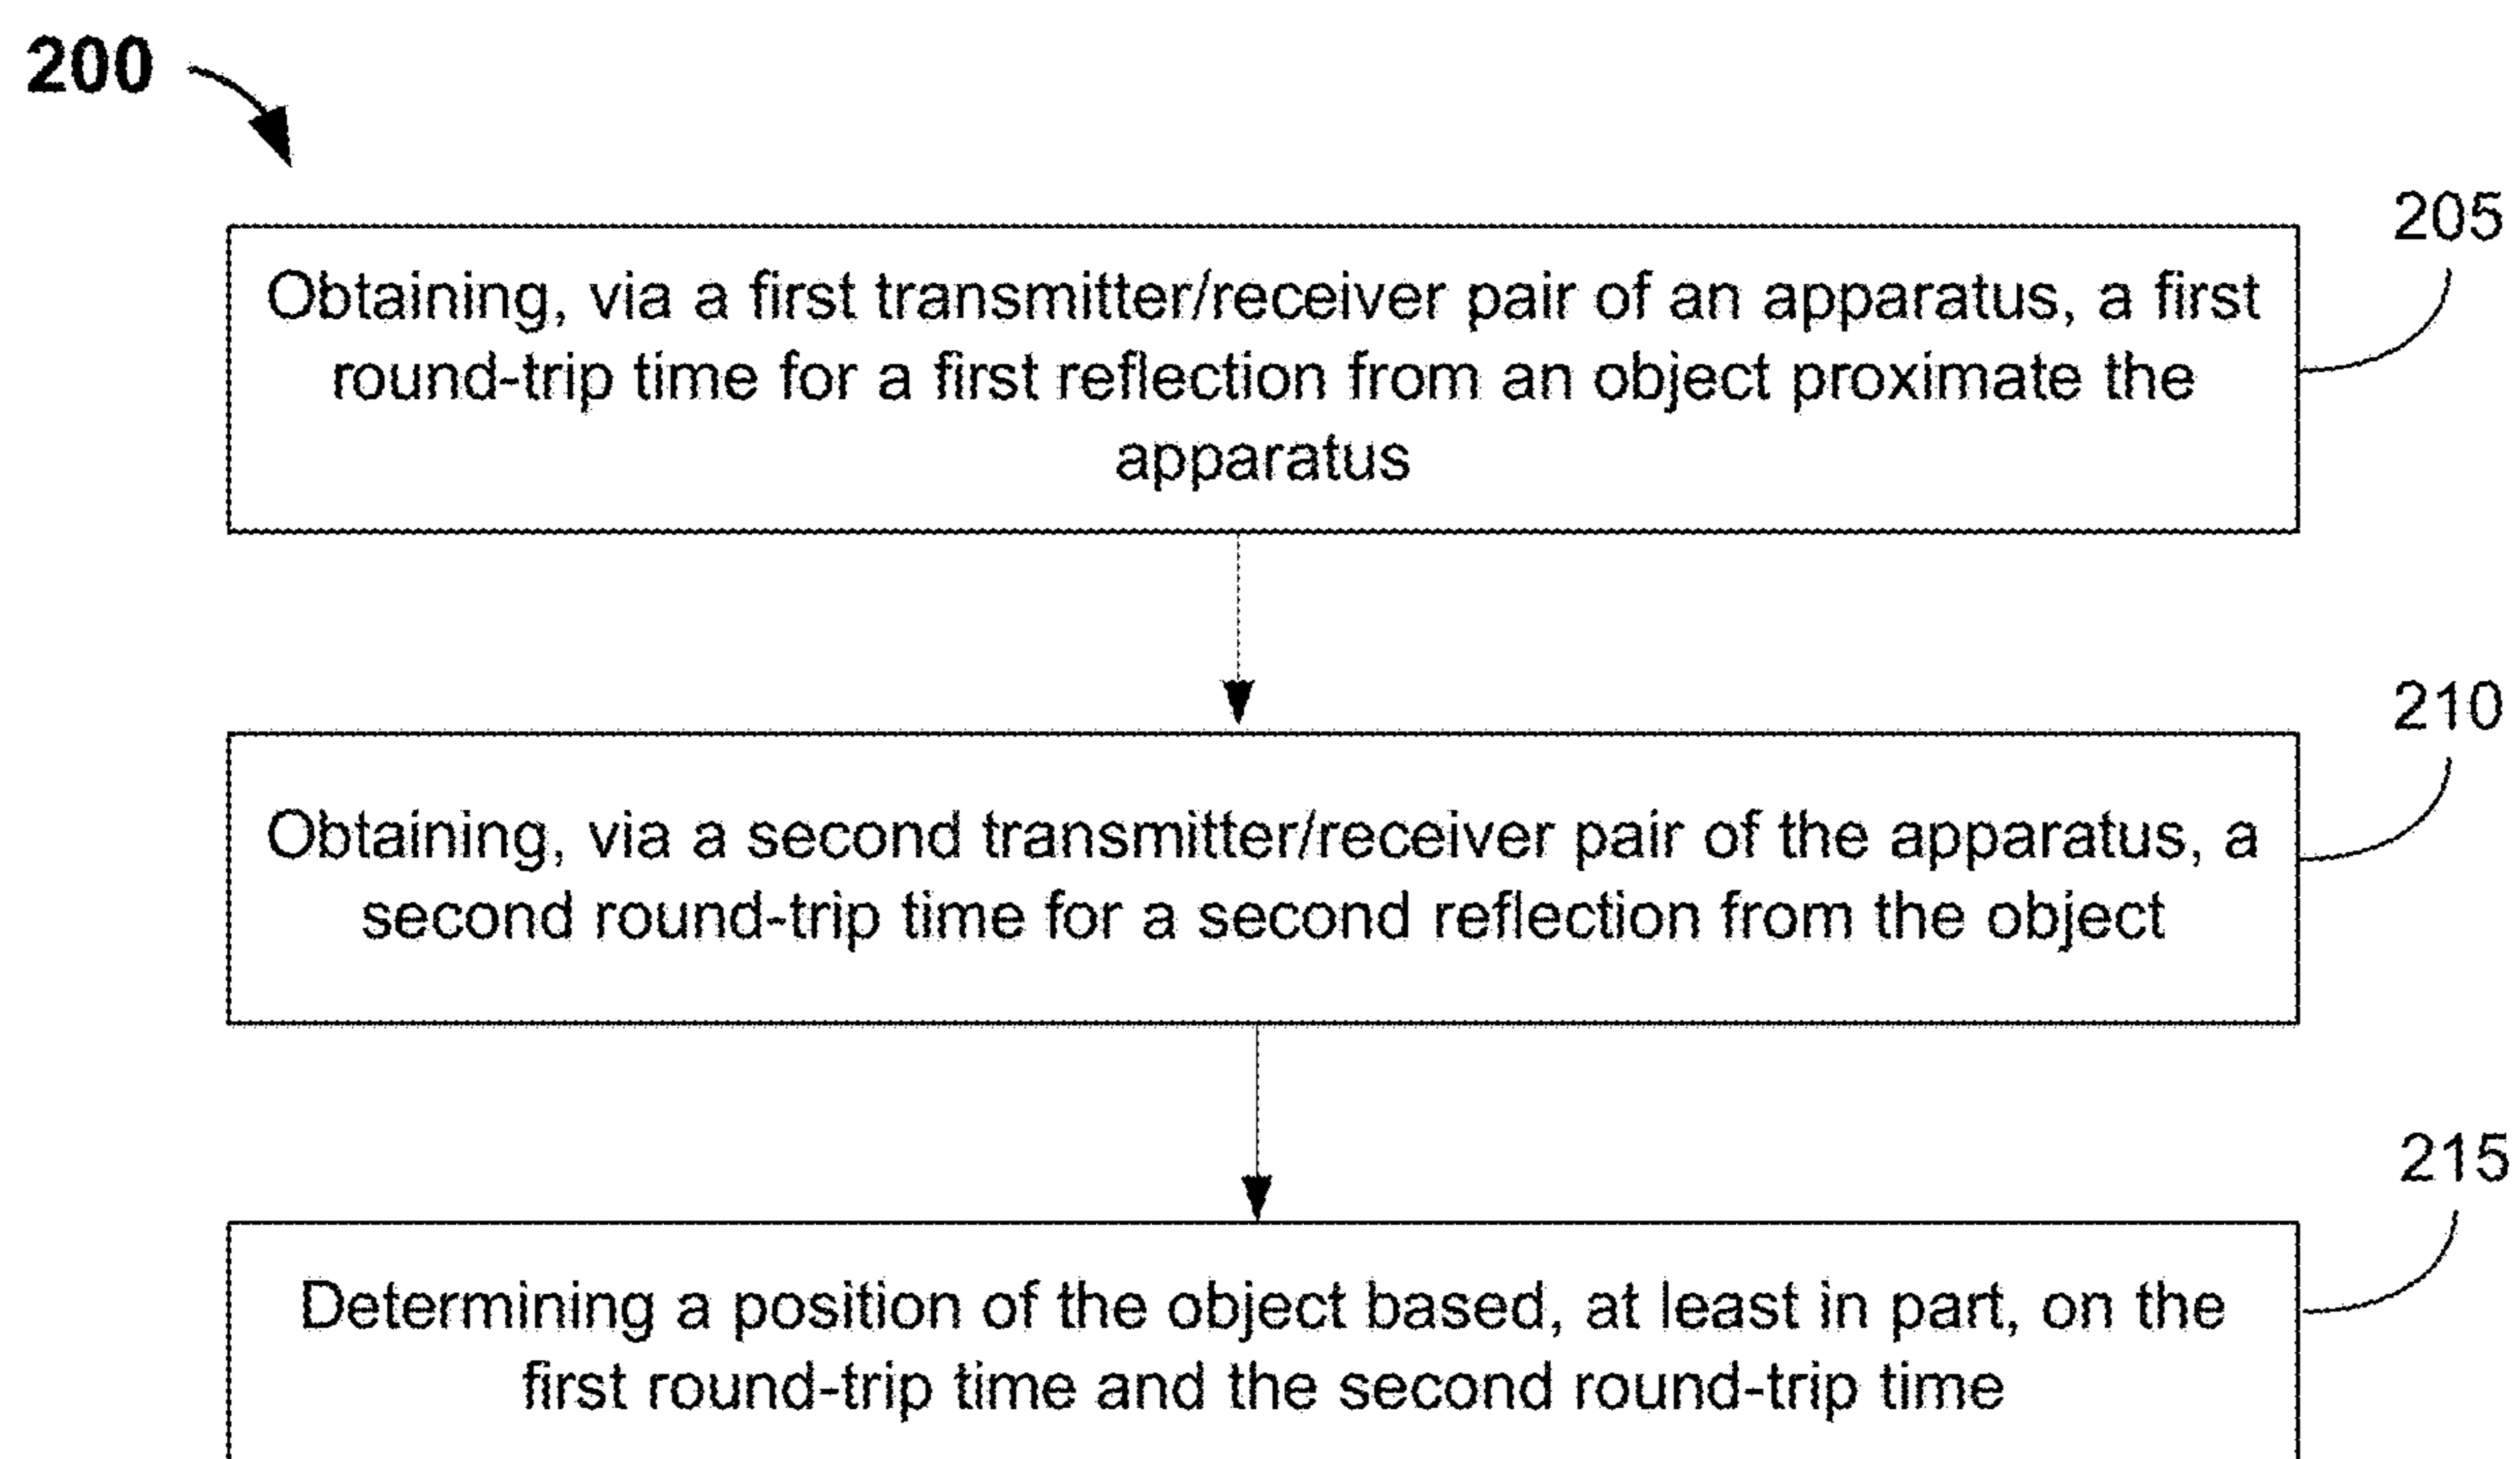 200
205
Obtaining, via a first transmitter/receiver pair of an apparatus, a first
round-trip time for a first reflection from an object proximate the
apparatus
210
Obtaining, via a second transmitter/receiver pair of the apparatus, a
second round-trip time for a second reflection from the object
215
Determining a position of the object based, at least in part, on the
first round-trip time and the second round-trip time